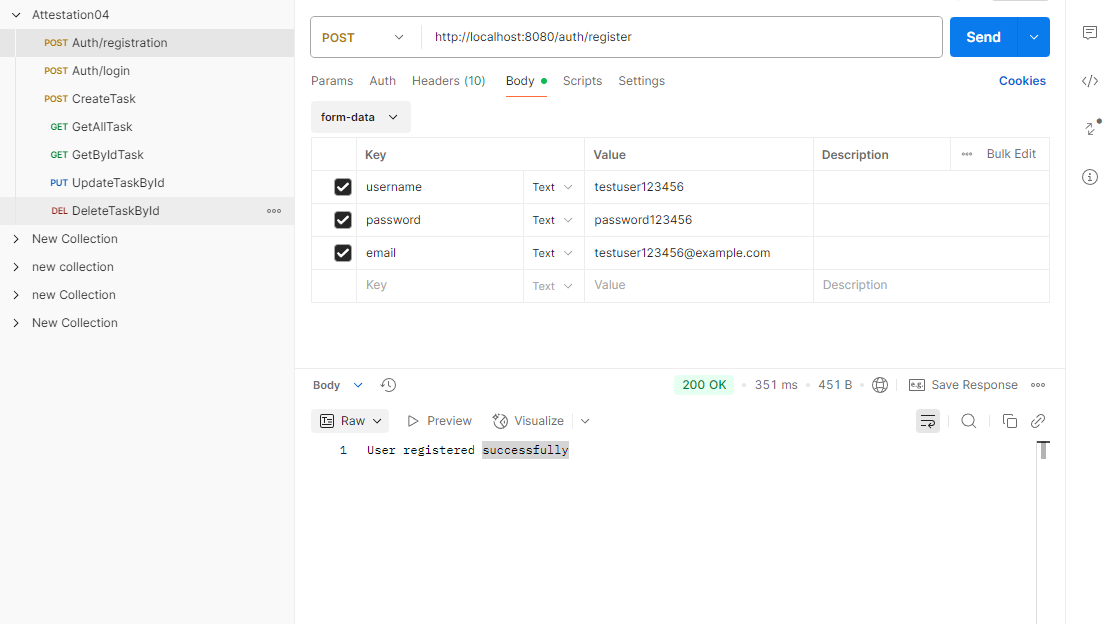 Attestation04
POST Auth/registration
POST Auth/login
POST CreateTask
GET GetAllTask
GET GetByIdTask
PUT UpdateTaskById
DEL DeleteTaskById
New Collection
new collection
new Collection
New Collection
POST http://localhost:8080/auth/register Send
Params Auth Headers (10) Body Scripts Settings Cookies
form-data
Key Value Description Bulk Edit
username Text testuser123456
password Text password123456
email Text testuser123456@example.com
Key Text Value Description
Body 200 OK 351 ms 451 B e.g. Save Response
Raw Preview Visualize
1 User registered successfully